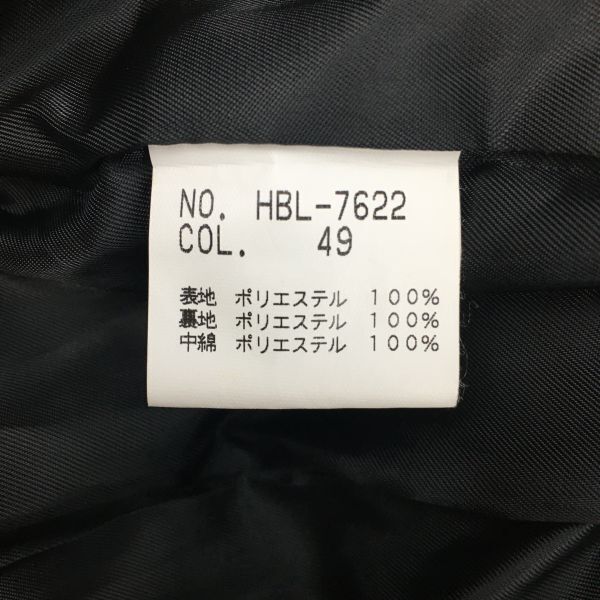 NO. HBL-7622
COL. 49
表地 ポリエステル 100%
裏地 ポリエステル 100%
中綿 ポリエステル 100%